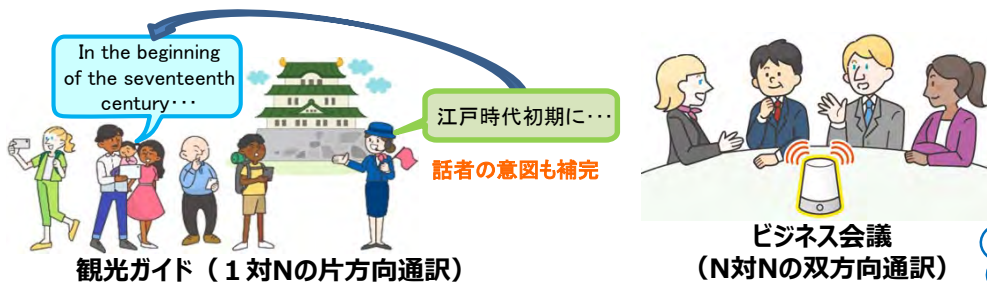 In the beginning
of the seventeenth
century･･･
江戸時代初期に･･･
話者の意図も補完
観光ガイド（１対Nの片方向通訳）
ビジネス会議
（N対Nの双方向通訳）